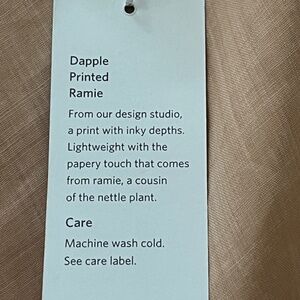 Dapple
Printed
Ramie
From our design studio,
a print with inky depths.
Lightweight with the
papery touch that comes
from ramie, a cousin
of the nettle plant.
Care
Machine wash cold.
See care label.